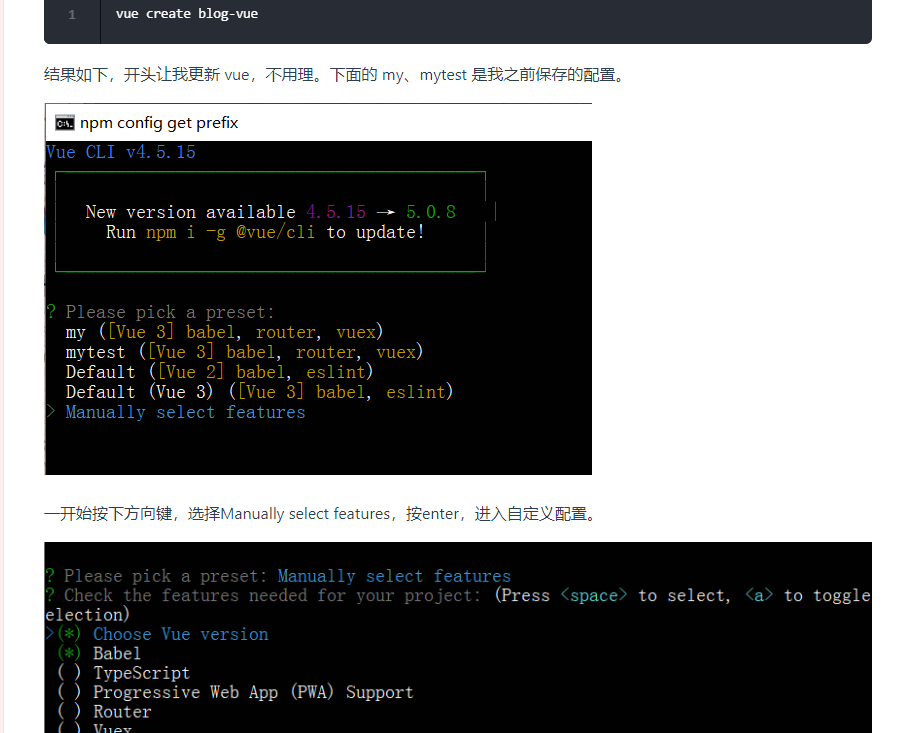 1 vue create blog-vue
结果如下，开头让我更新 vue，不用理。下面的 my、mytest 是我之前保存的配置。
npm config get prefix
Vue CLI v4.5.15
New version available 4.5.15 → 5.0.8
Run npm i -g @vue/cli to update!
? Please pick a preset:
my ([Vue 3] babel, router, vuex)
mytest ([Vue 3] babel, router, vuex)
Default ([Vue 2] babel, eslint)
Default (Vue 3) ([Vue 3] babel, eslint)
> Manually select features
一开始按下方向键，选择Manually select features，按enter，进入自定义配置。
? Please pick a preset: Manually select features
? Check the features needed for your project: (Press <space> to select, <a> to toggle
election)
>(*) Choose Vue version
(*) Babel
( ) TypeScript
( ) Progressive Web App (PWA) Support
( ) Router
( ) Vuex